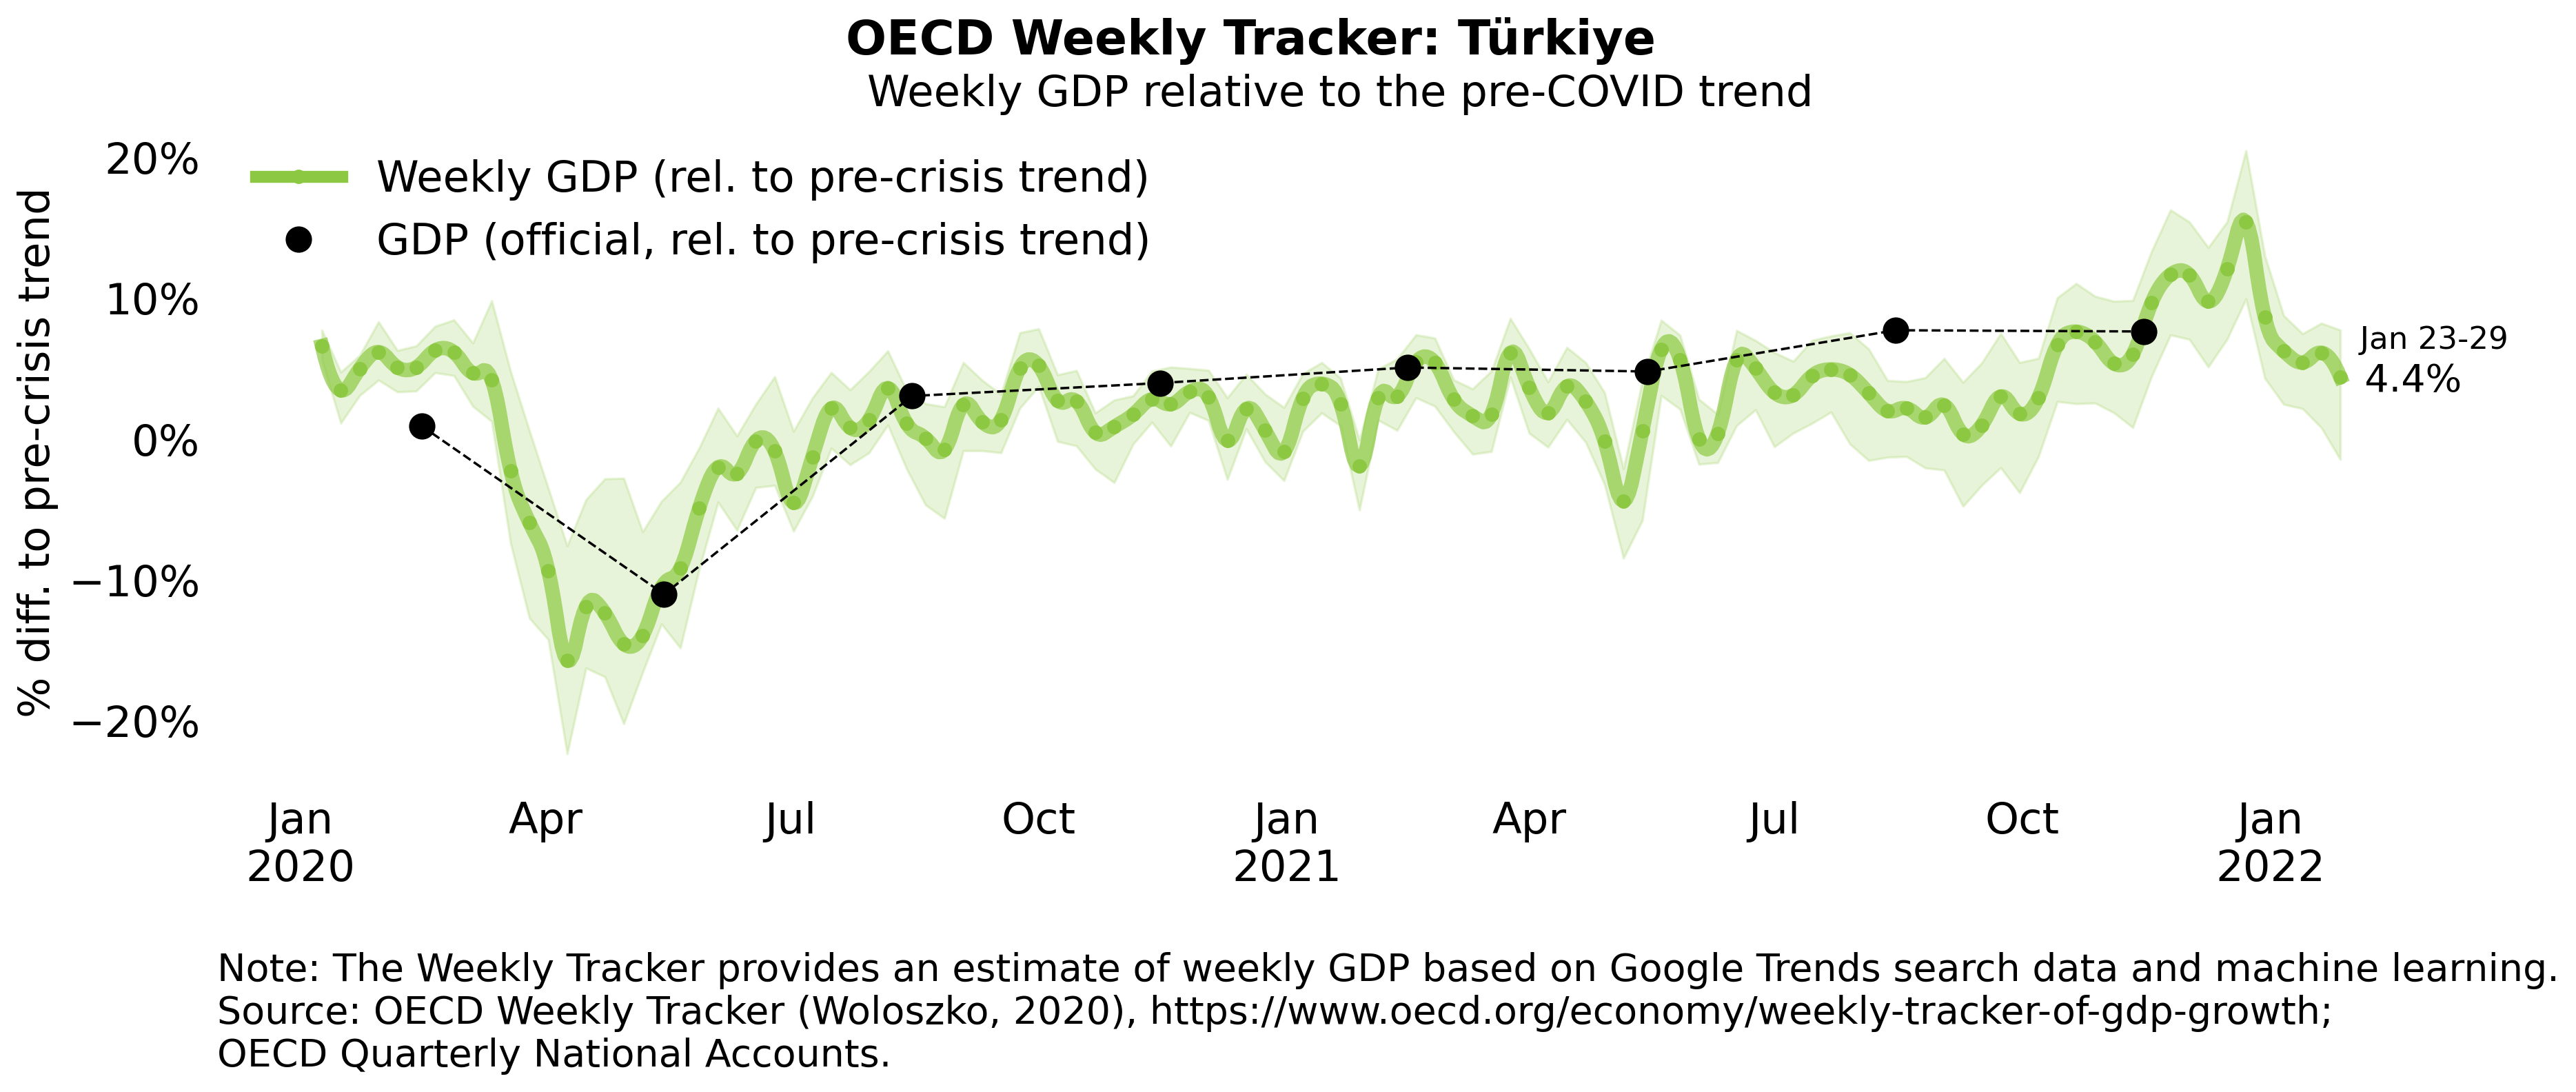 OECD Weekly Tracker: Türkiye
Weekly GDP relative to the pre-COVID trend
% diff. to pre-crisis trend
20%
10%
0%
−10%
−20%
Weekly GDP (rel. to pre-crisis trend)
GDP (official, rel. to pre-crisis trend)
Jan 23-29
4.4%
Jan Apr Jul Oct Jan Apr Jul Oct Jan
2020 2021 2022
Note: The Weekly Tracker provides an estimate of weekly GDP based on Google Trends search data and machine learning.
Source: OECD Weekly Tracker (Woloszko, 2020), https://www.oecd.org/economy/weekly-tracker-of-gdp-growth;
OECD Quarterly National Accounts.